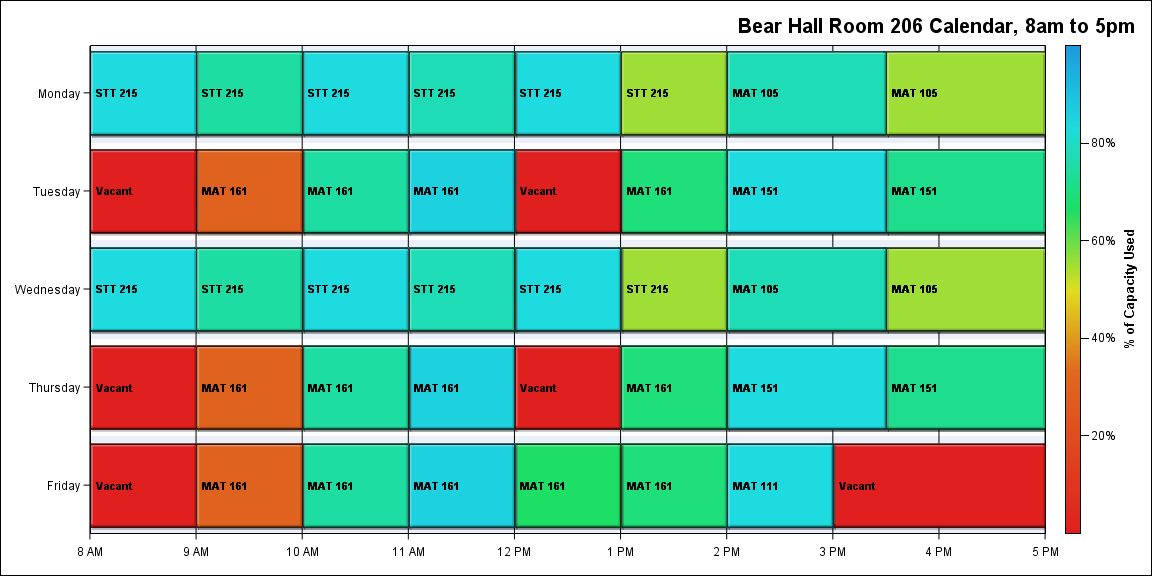 Bear Hall Room 206 Calendar, 8am to 5pm
Monday
STT 215
STT 215
STT 215
STT 215
STT 215
STT 215
MAT 105
MAT 105
Tuesday
Vacant
MAT 161
MAT 161
MAT 161
Vacant
MAT 161
MAT 151
MAT 151
Wednesday
STT 215
STT 215
STT 215
STT 215
STT 215
STT 215
MAT 105
MAT 105
Thursday
Vacant
MAT 161
MAT 161
MAT 161
Vacant
MAT 161
MAT 151
MAT 151
Friday
Vacant
MAT 161
MAT 161
MAT 161
MAT 161
MAT 161
MAT 111
Vacant
8 AM
9 AM
10 AM
11 AM
12 PM
1 PM
2 PM
3 PM
4 PM
5 PM
80%
60%
40%
20%
% of Capacity Used